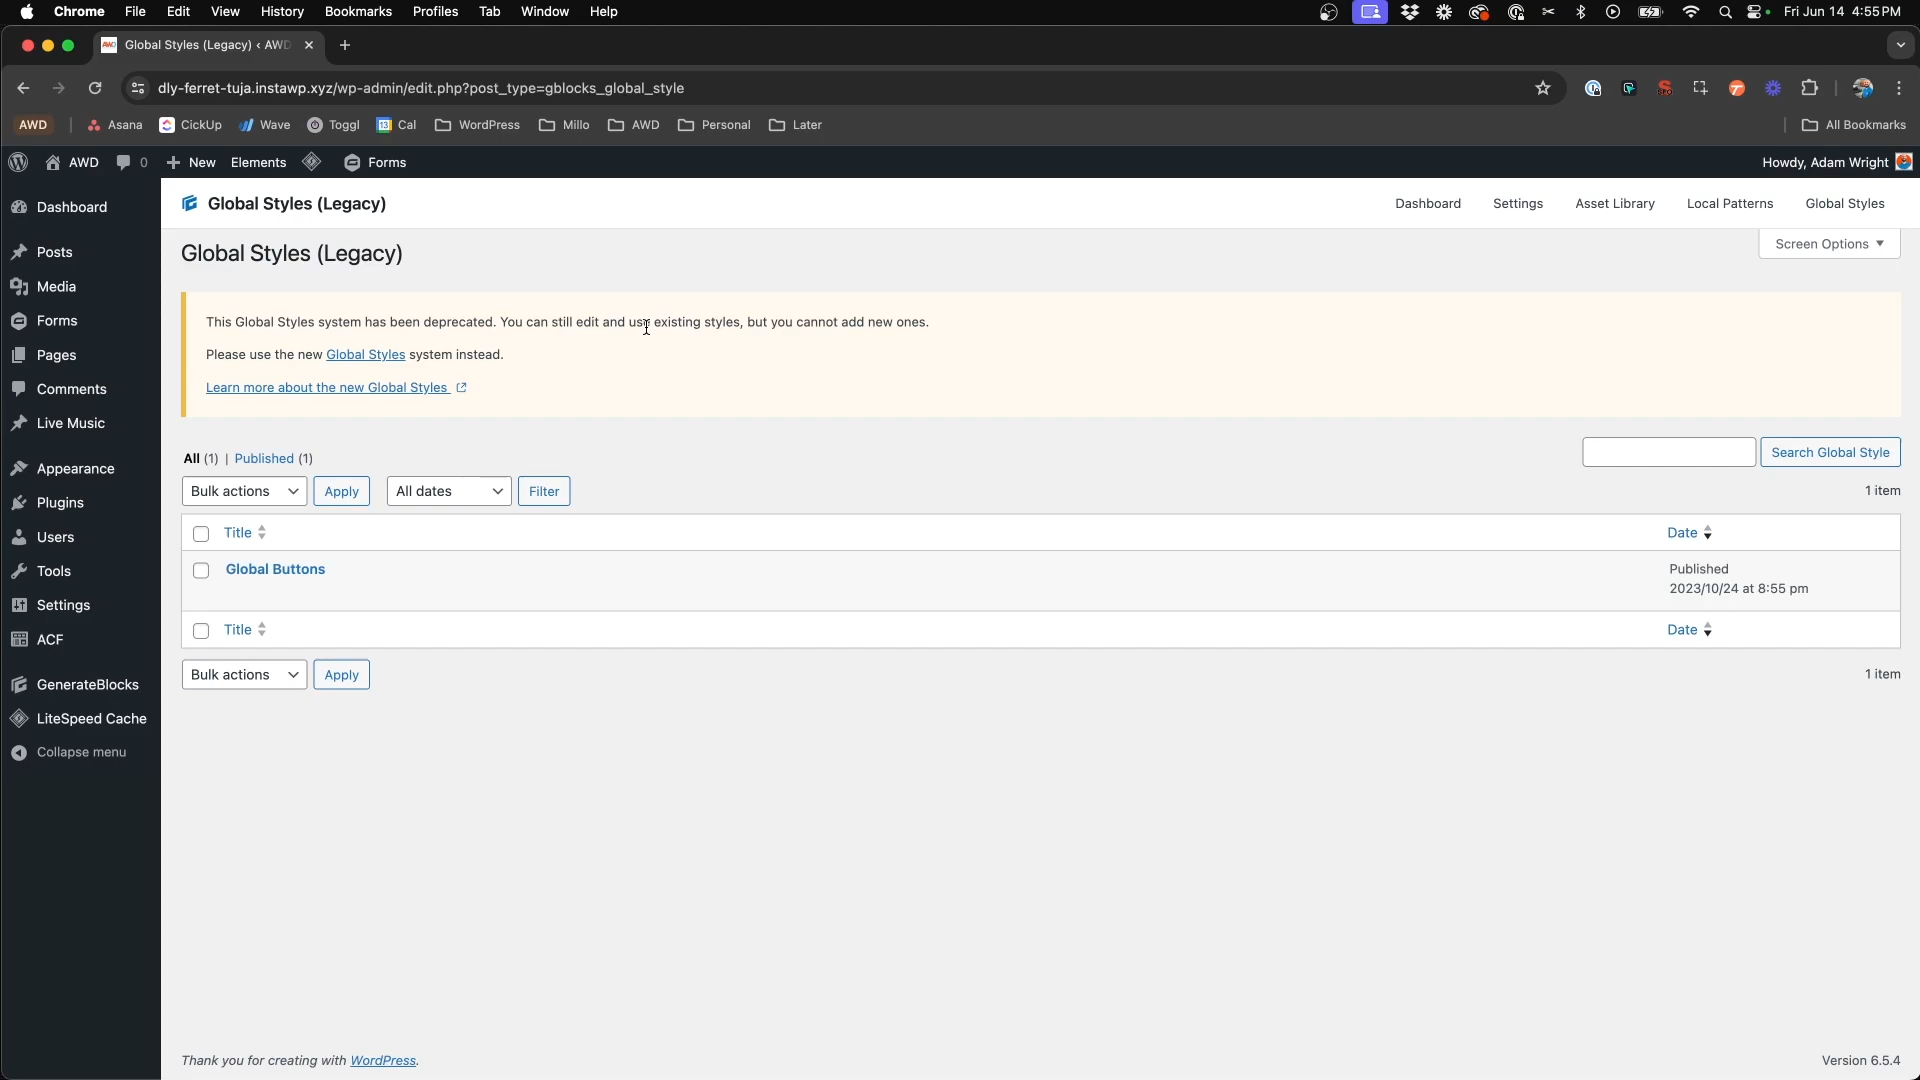 Chrome File Edit View History Bookmarks Profiles Tab Window Help
Fri Jun 14 4:55 PM
Global Styles (Legacy) ‹ AWD
dly-ferret-tuja.instawp.xyz/wp-admin/edit.php?post_type=gblocks_global_style
AWD Asana CickUp Wave Toggl Cal WordPress Millo AWD Personal Later
All Bookmarks
AWD 0 New Elements Forms
Howdy, Adam Wright
Dashboard
Posts
Media
Forms
Pages
Comments
Live Music
Appearance
Plugins
Users
Tools
Settings
ACF
GenerateBlocks
LiteSpeed Cache
Collapse menu
Global Styles (Legacy)
Dashboard Settings Asset Library Local Patterns Global Styles
Global Styles (Legacy)
Screen Options
This Global Styles system has been deprecated. You can still edit and use existing styles, but you cannot add new ones.
Please use the new Global Styles system instead.
Learn more about the new Global Styles
All (1) | Published (1)
Search Global Style
Bulk actions Apply All dates Filter
1 item
Title Date
Global Buttons
Published
2023/10/24 at 8:55 pm
Title Date
Bulk actions Apply
1 item
Thank you for creating with WordPress.
Version 6.5.4